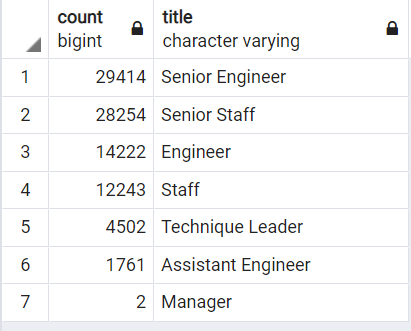 count title
bigint character varying
1 29414 Senior Engineer
2 28254 Senior Staff
3 14222 Engineer
4 12243 Staff
5 4502 Technique Leader
6 1761 Assistant Engineer
7 2 Manager